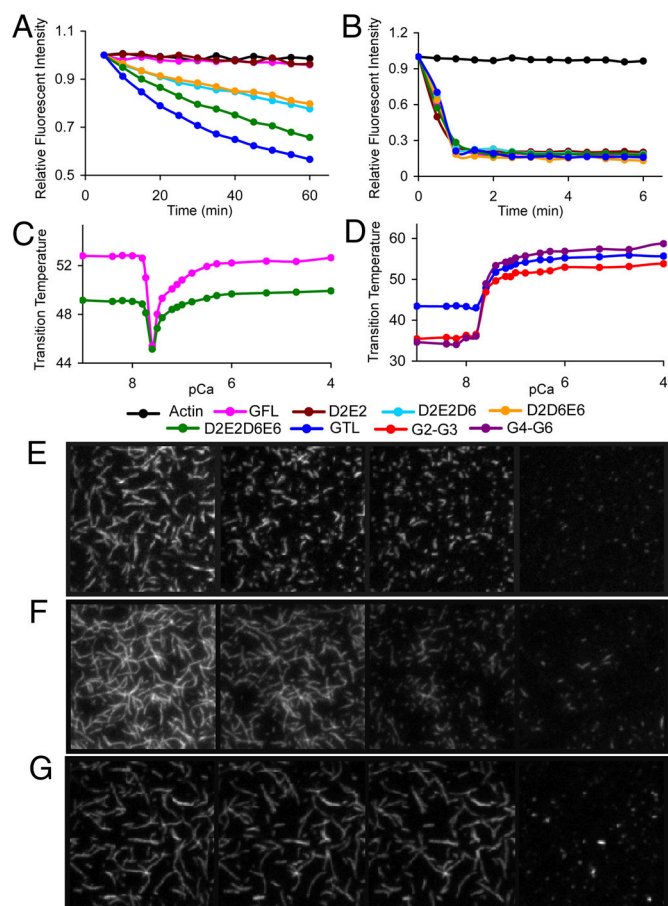 A
Relative Fluorescent Intensity
1.1
0.9
0.7
0.5
0
20
40
60
Time (min)
B
Relative Fluorescent Intensity
1.2
0.9
0.6
0.3
0
0
2
4
6
Time (min)
C
Transition Temperature
52
48
44
8
6
4
pCa
D
Transition Temperature
60
50
40
30
8
6
4
pCa
Actin GFL D2E2 D2E2D6 D2D6E6
D2E2D6E6 GTL G2-G3 G4-G6
E
F
G